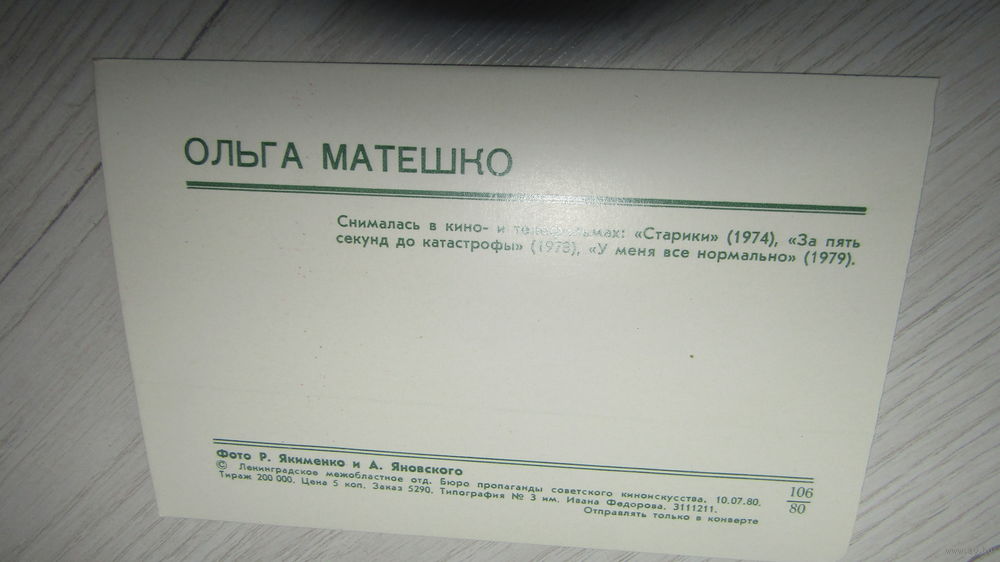 ОЛЬГА МАТЕШКО
Снималась в кино- и телефильмах: «Старики» (1974), «За пять
секунд до катастрофы» (1978), «У меня все нормально» (1979).
Фото Р. Якименко и А. Яновского
© Ленинградское межобластное отд. Бюро пропаганды советского киноискусства. 10.07.80.
Тираж 200 000. Цена 5 коп. Заказ 5290. Типография № 3 им. Ивана Федорова. 3111211.
Отправлять только в конверте
106
80